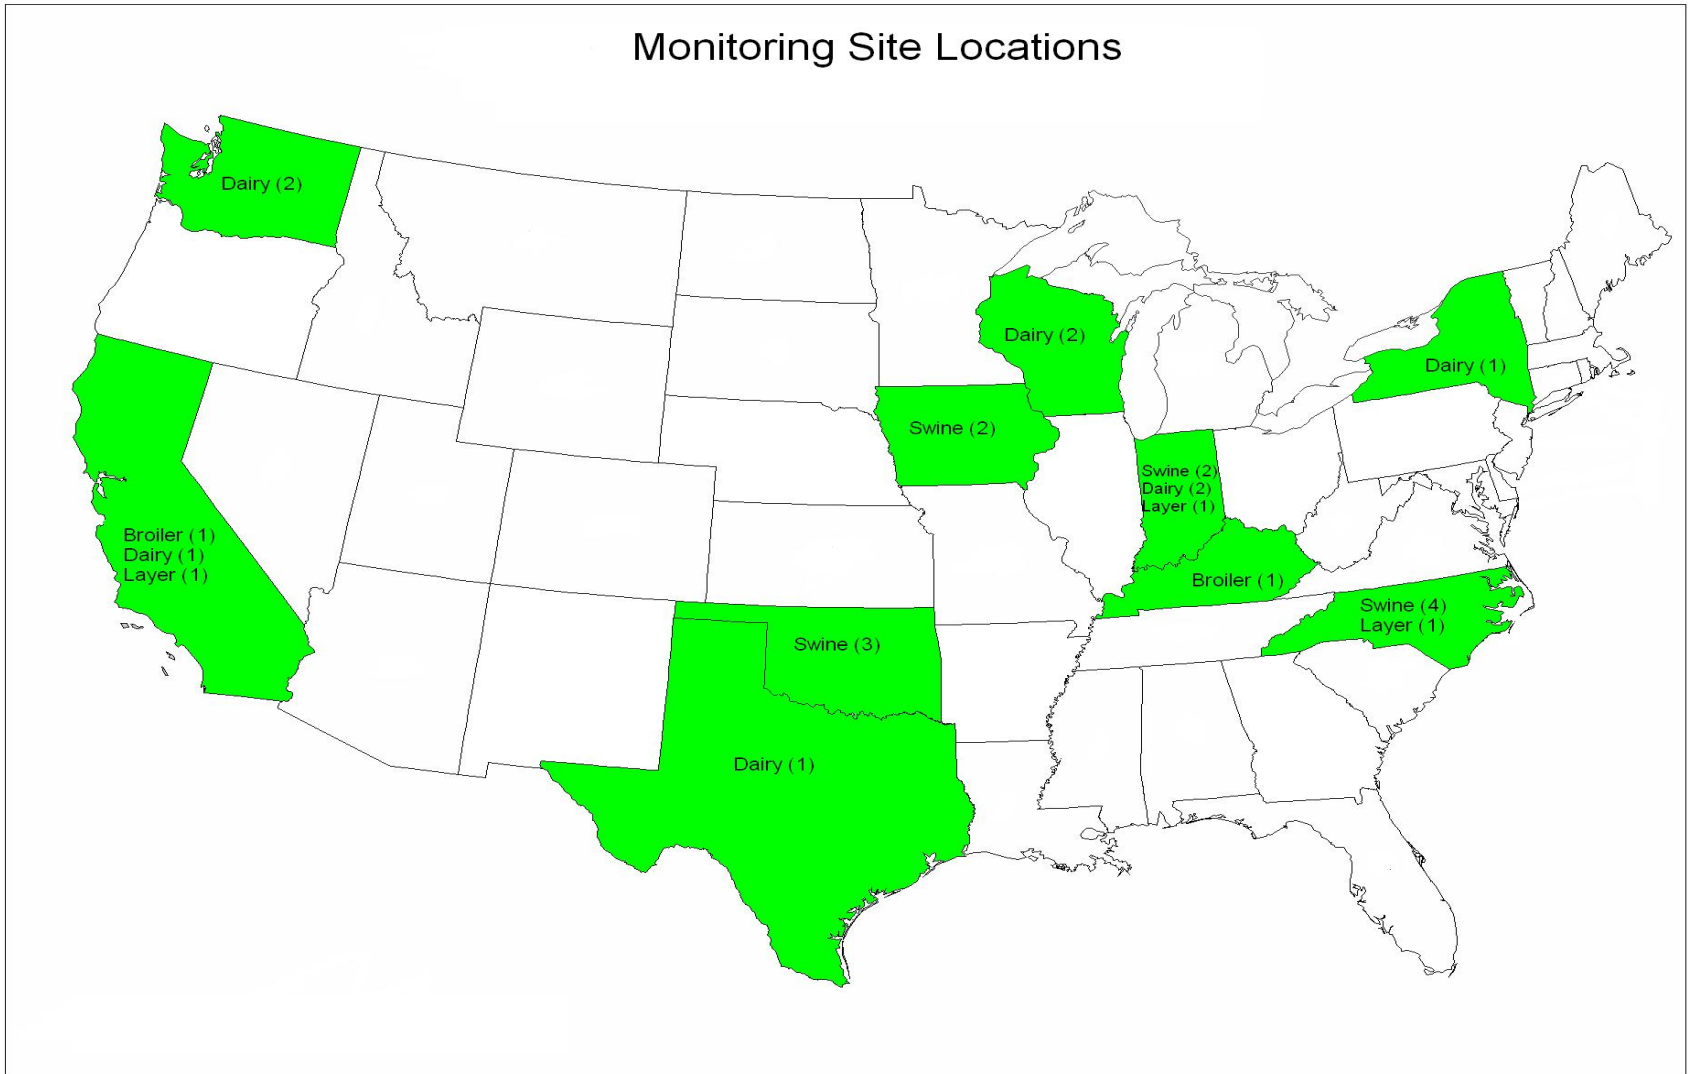 Monitoring Site Locations
Dairy (2)
Dairy (2)
Dairy (1)
Swine (2)
Swine (2)
Dairy (2)
Layer (1)
Broiler (1)
Dairy (1)
Layer (1)
Broiler (1)
Swine (4)
Layer (1)
Swine (3)
Dairy (1)